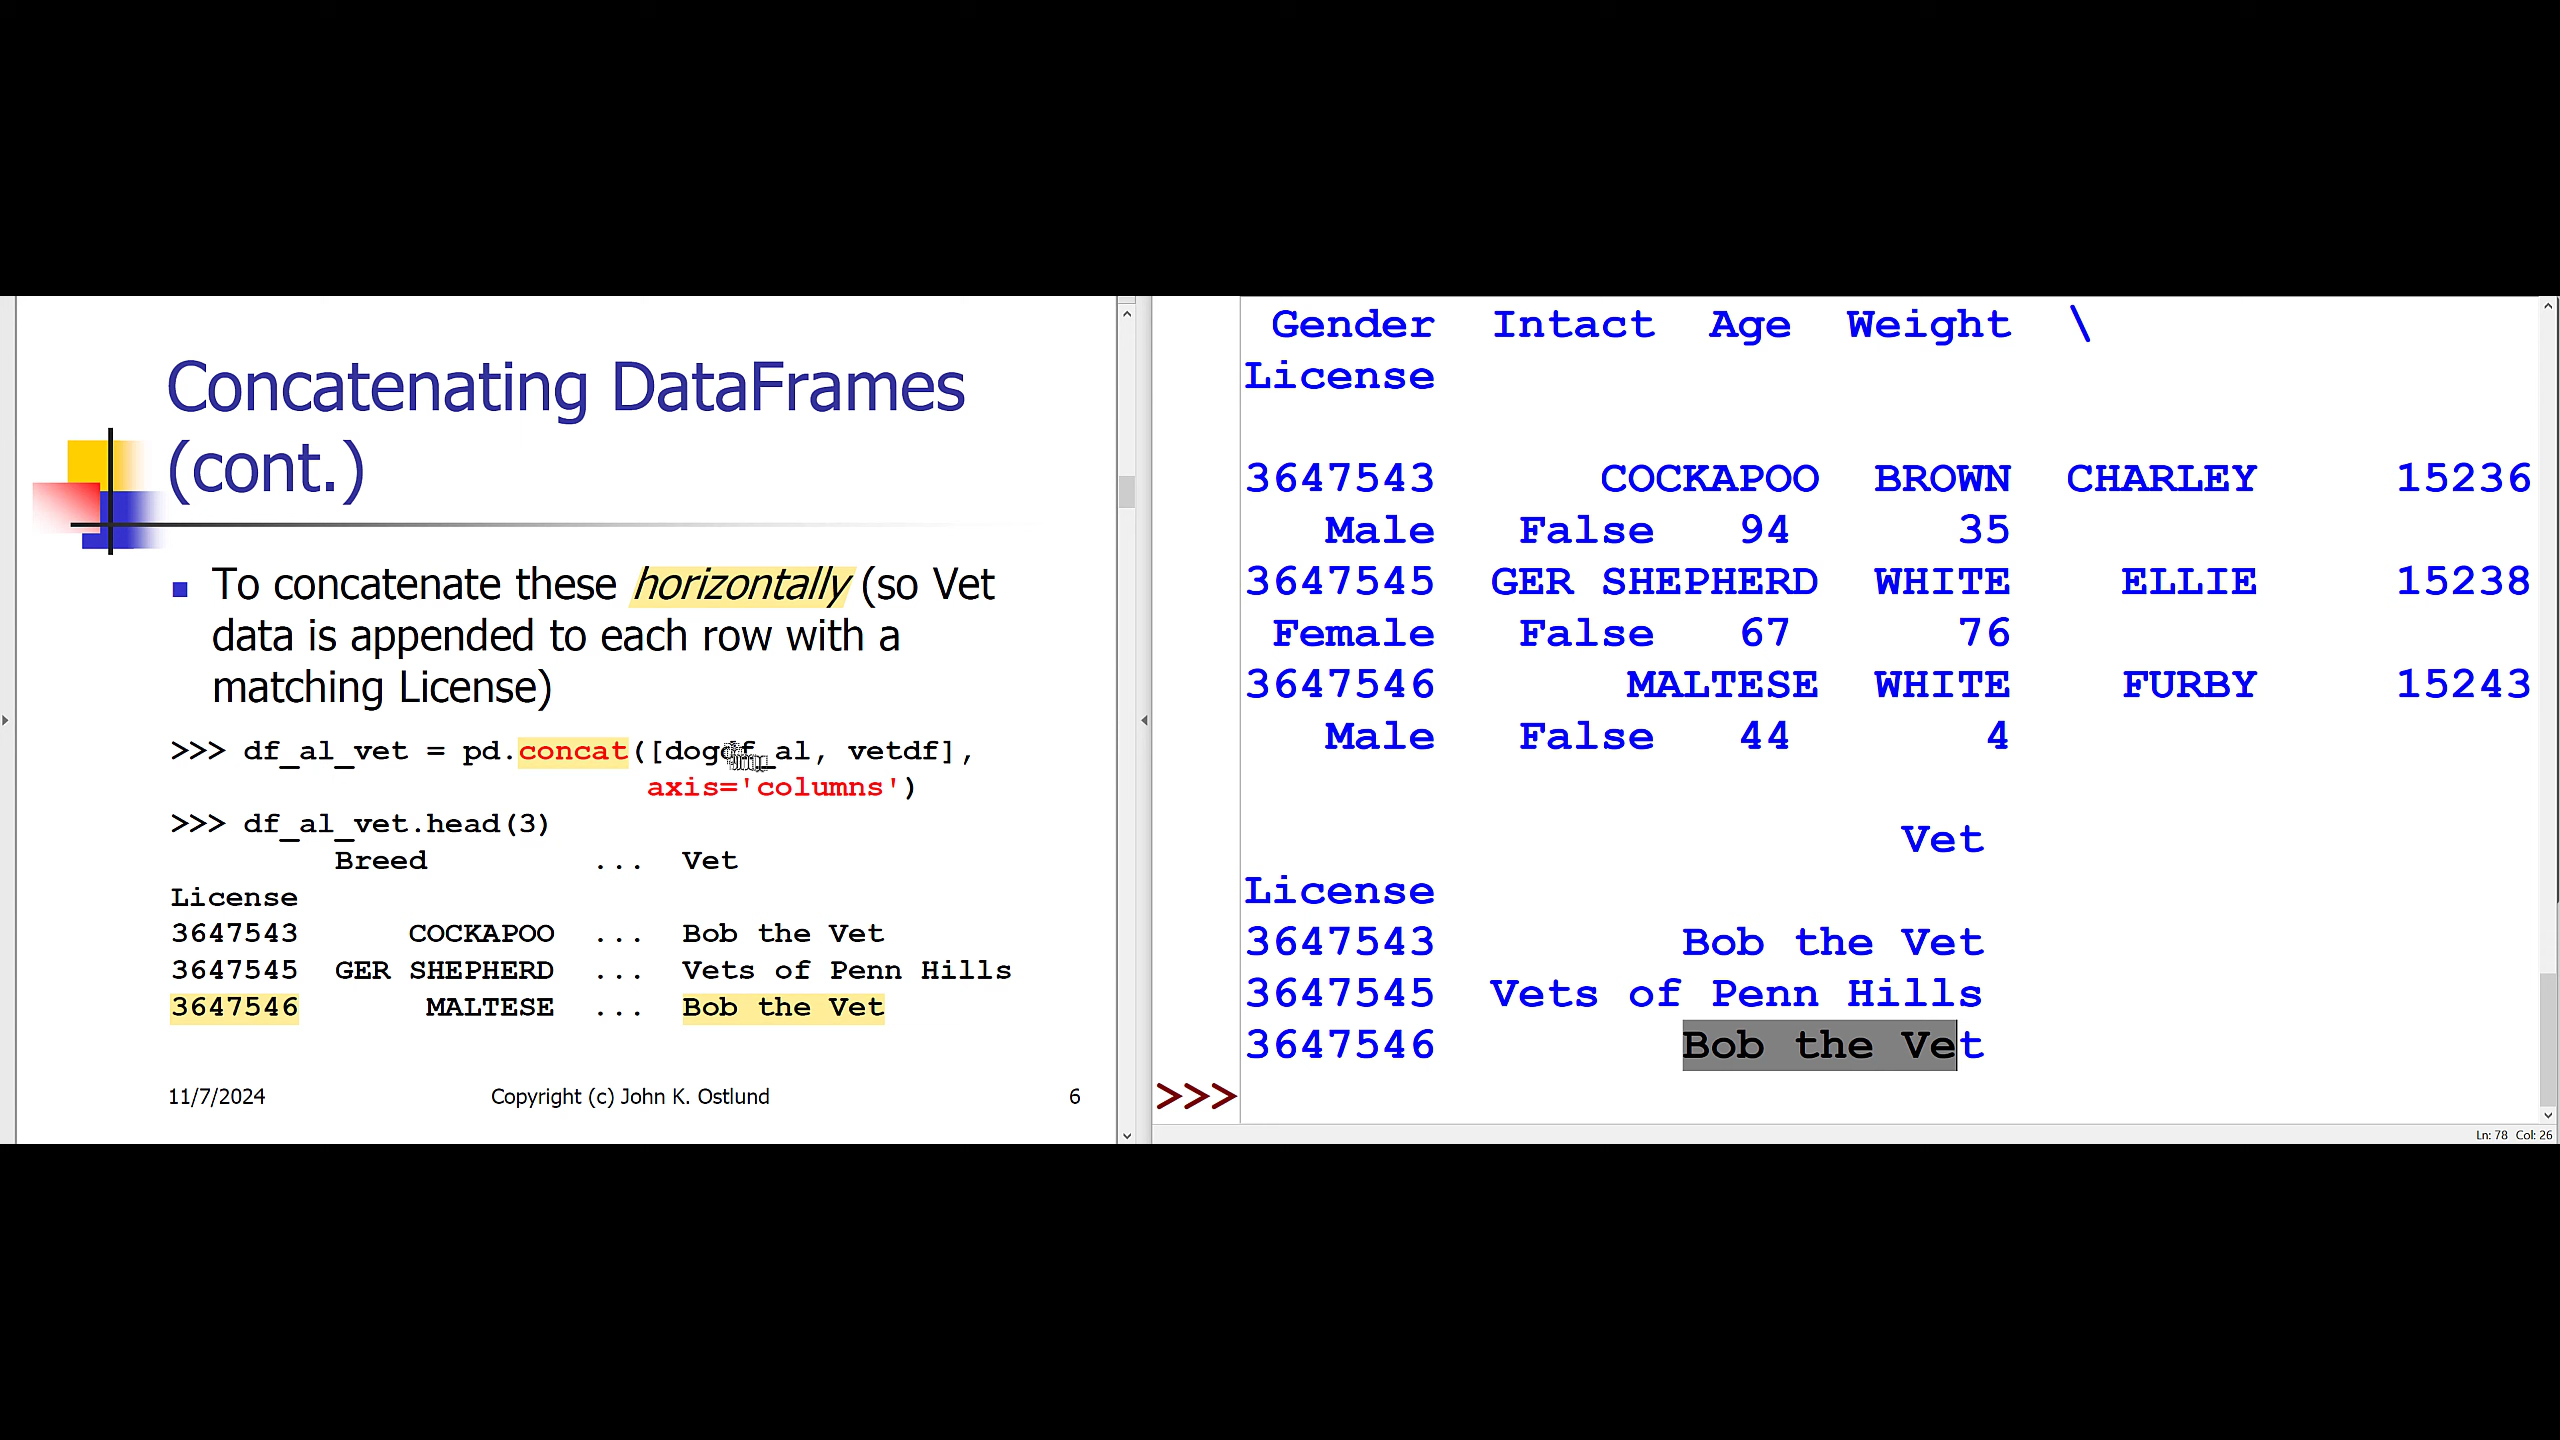 Concatenating DataFrames
(cont.)
To concatenate these horizontally (so Vet
data is appended to each row with a
matching License)
>>> df_al_vet = pd.concat([dogdf_al, vetdf],
axis='columns')
>>> df_al_vet.head(3)
Breed ... Vet
License
3647543 COCKAPOO ... Bob the Vet
3647545 GER SHEPHERD ... Vets of Penn Hills
3647546 MALTESE ... Bob the Vet
11/7/2024 Copyright (c) John K. Ostlund 6
Gender Intact Age Weight \
License
3647543 COCKAPOO BROWN CHARLEY 15236
Male False 94 35
3647545 GER SHEPHERD WHITE ELLIE 15238
Female False 67 76
3647546 MALTESE WHITE FURBY 15243
Male False 44 4
Vet
License
3647543 Bob the Vet
3647545 Vets of Penn Hills
3647546 Bob the Vet
>>>
Ln: 78 Col: 26